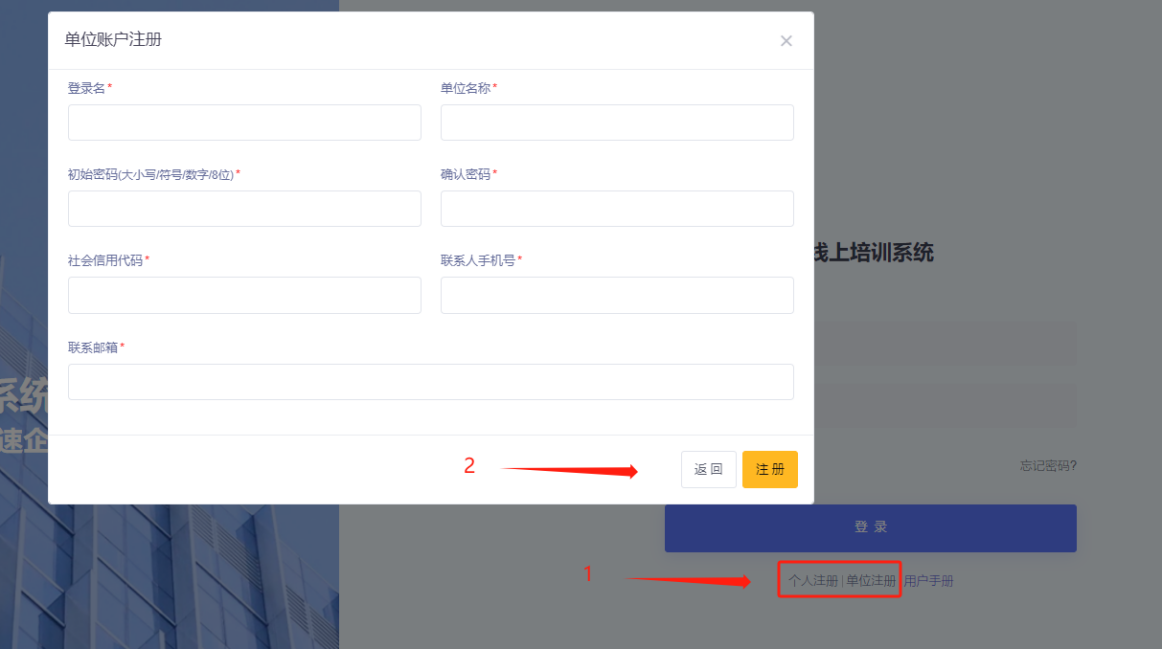 单位账户注册
×
登录名*
单位名称*
初始密码(大小写/符号/数字/8位)*
确认密码*
社会信用代码*
联系人手机号*
联系邮箱*
线上培训系统
系统
速企
忘记密码?
2
返 回
注 册
登 录
1
个人注册|单位注册 用户手册